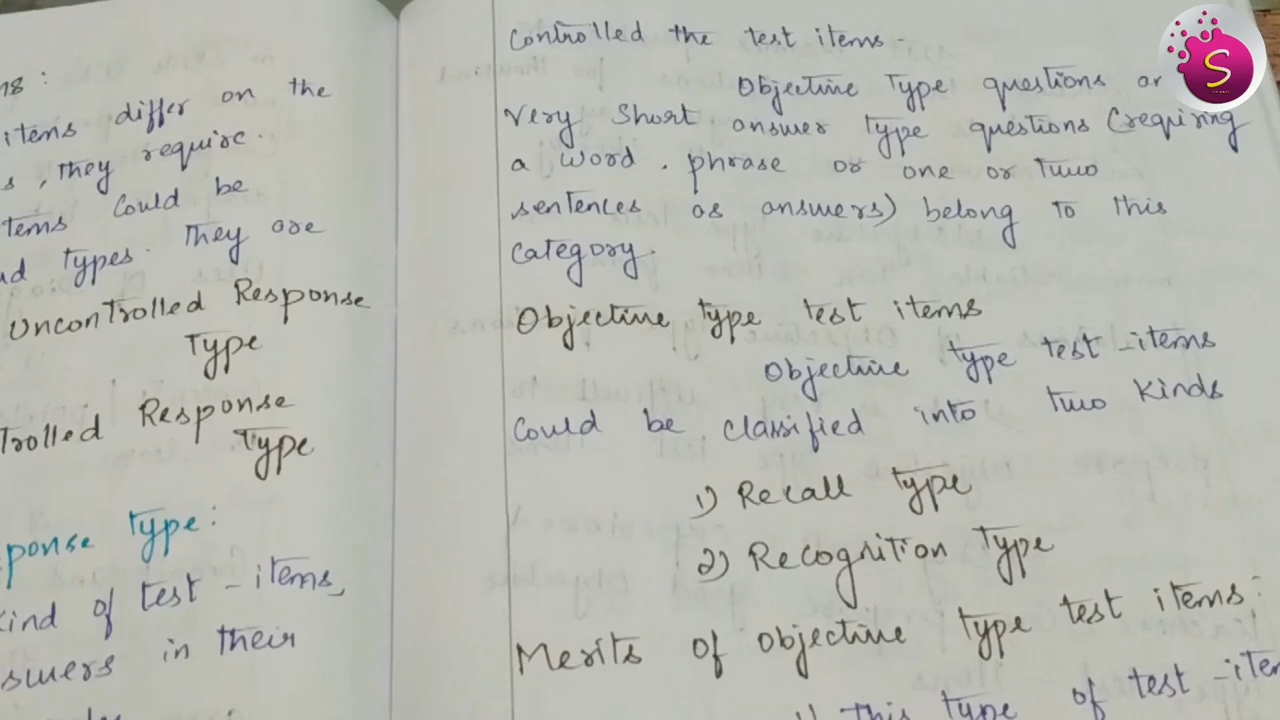 ns:
items differ on the
s, they require.
tems could be
nd types. They are
Uncontrolled Response
Type
trolled Response
Type
ponse type:
kind of test-items,
swers in their
controlled the test items-
Objective Type questions or
very short answer type questions (requiring
a word, phrase or one or two
sentences as answers) belong to this
category.
Objective type test items
Objective type test-items
could be classified into two kinds
1) Recall type
2) Recognition type
Merits of objective type test items:
1) This type of test-item
S